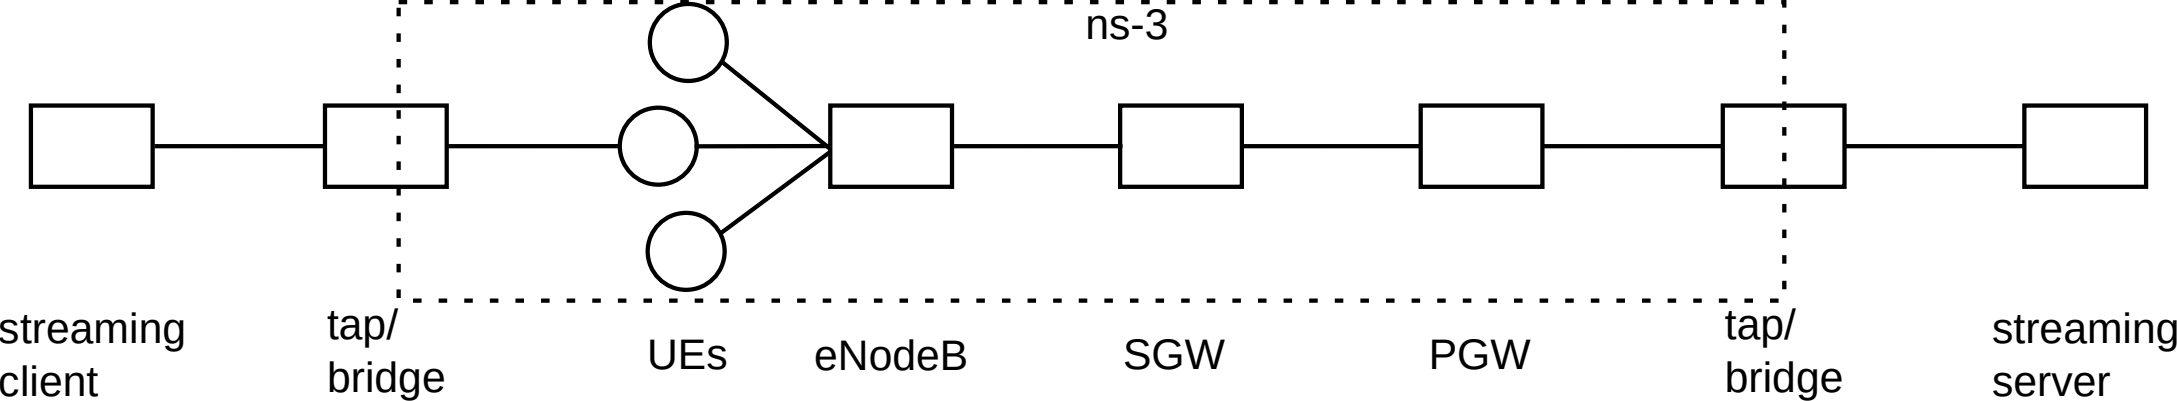 ns-3
streaming
client
tap/
bridge
UEs
eNodeB
SGW
PGW
tap/
bridge
streaming
server